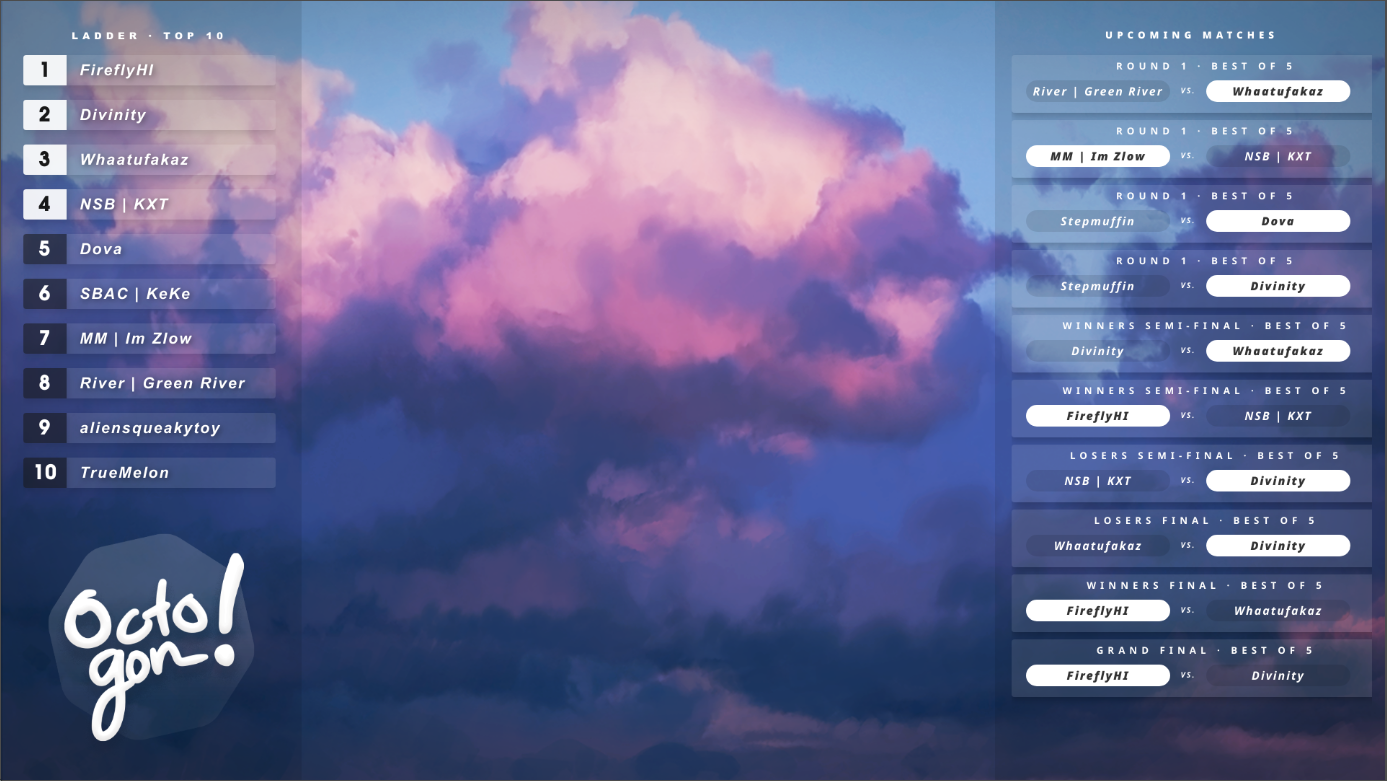 LADDER · TOP 10
1 FireflyHI
2 Divinity
3 Whaatufakaz
4 NSB | KXT
5 Dova
6 SBAC | KeKe
7 MM | Im Zlow
8 River | Green River
9 aliensqueakytoy
10 TrueMelon
Octo!
gon
UPCOMING MATCHES
ROUND 1 · BEST OF 5
River | Green River VS. Whaatufakaz
ROUND 1 · BEST OF 5
MM | Im Zlow VS. NSB | KXT
ROUND 1 · BEST OF 5
Stepmuffin VS. Dova
ROUND 1 · BEST OF 5
Stepmuffin VS. Divinity
WINNERS SEMI-FINAL · BEST OF 5
Divinity VS. Whaatufakaz
WINNERS SEMI-FINAL · BEST OF 5
FireflyHI VS. NSB | KXT
LOSERS SEMI-FINAL · BEST OF 5
NSB | KXT VS. Divinity
LOSERS FINAL · BEST OF 5
Whaatufakaz VS. Divinity
WINNERS FINAL · BEST OF 5
FireflyHI VS. Whaatufakaz
GRAND FINAL · BEST OF 5
FireflyHI VS. Divinity